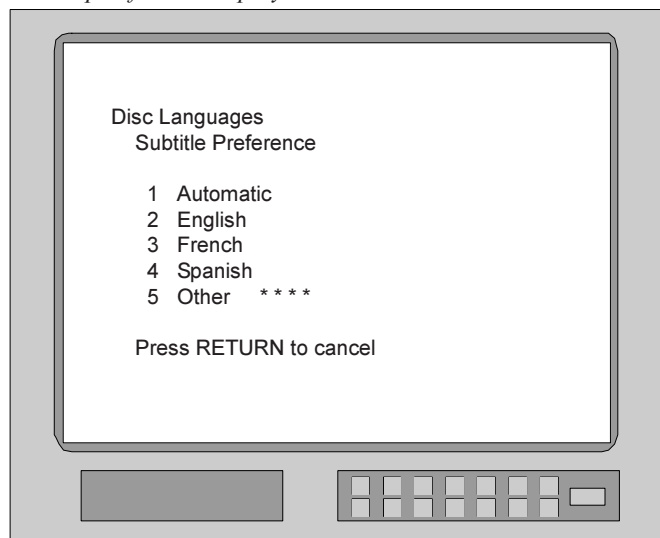 Disc Languages
Subtitle Preference
1 Automatic
2 English
3 French
4 Spanish
5 Other * * * *
Press RETURN to cancel